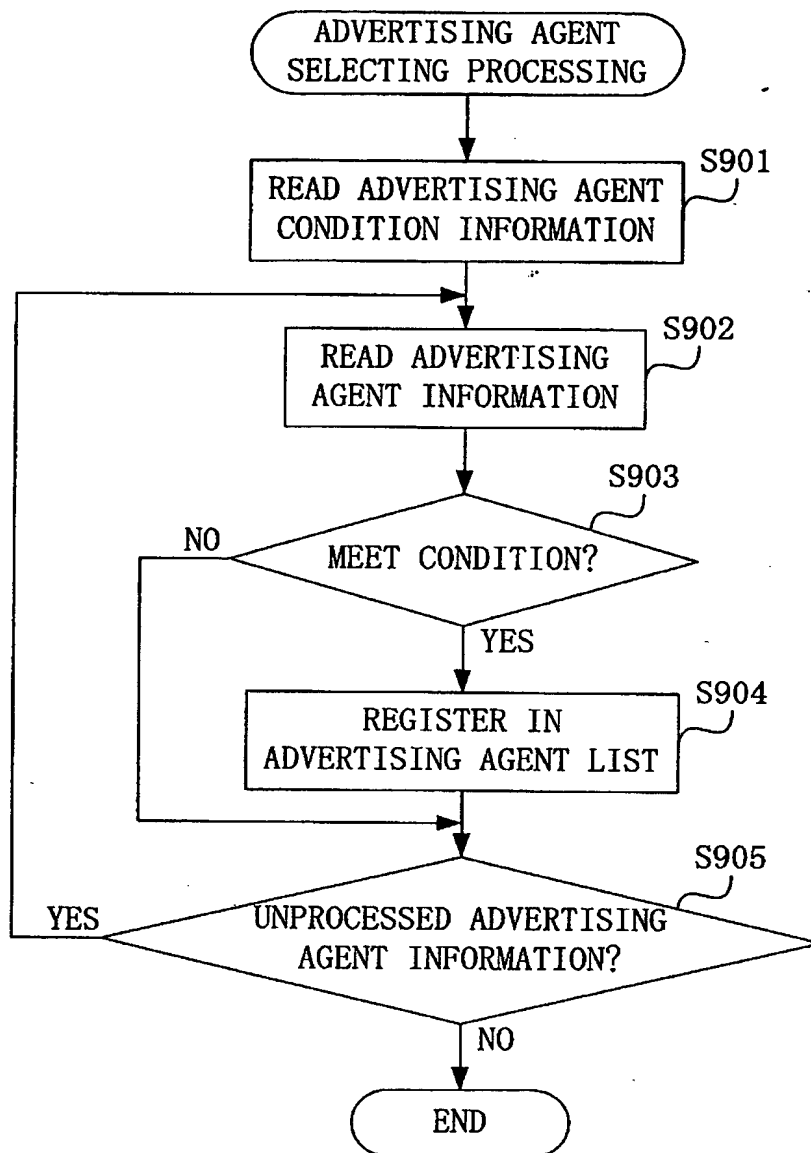 ADVERTISING AGENT
SELECTING PROCESSING
S901
READ ADVERTISING AGENT
CONDITION INFORMATION
S902
READ ADVERTISING
AGENT INFORMATION
S903
NO
MEET CONDITION?
YES
S904
REGISTER IN
ADVERTISING AGENT LIST
S905
YES
UNPROCESSED ADVERTISING
AGENT INFORMATION?
NO
END